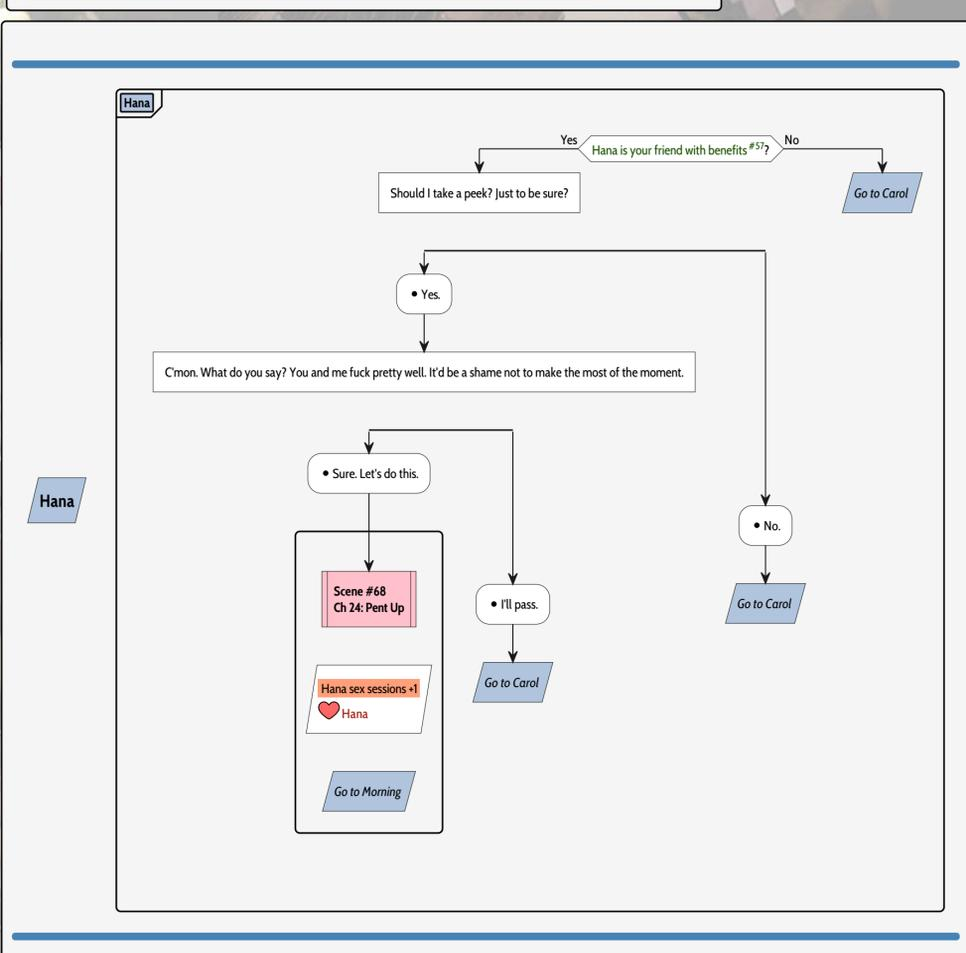 Hana
Yes
Hana is your friend with benefits #57?
No
Should I take a peek? Just to be sure?
Go to Carol
• Yes.
C'mon. What do you say? You and me fuck pretty well. It'd be a shame not to make the most of the moment.
• Sure. Let's do this.
Hana
• No.
Scene #68
Ch 24: Pent Up
• I'll pass.
Go to Carol
Hana sex sessions +1
Hana
Go to Carol
Go to Morning